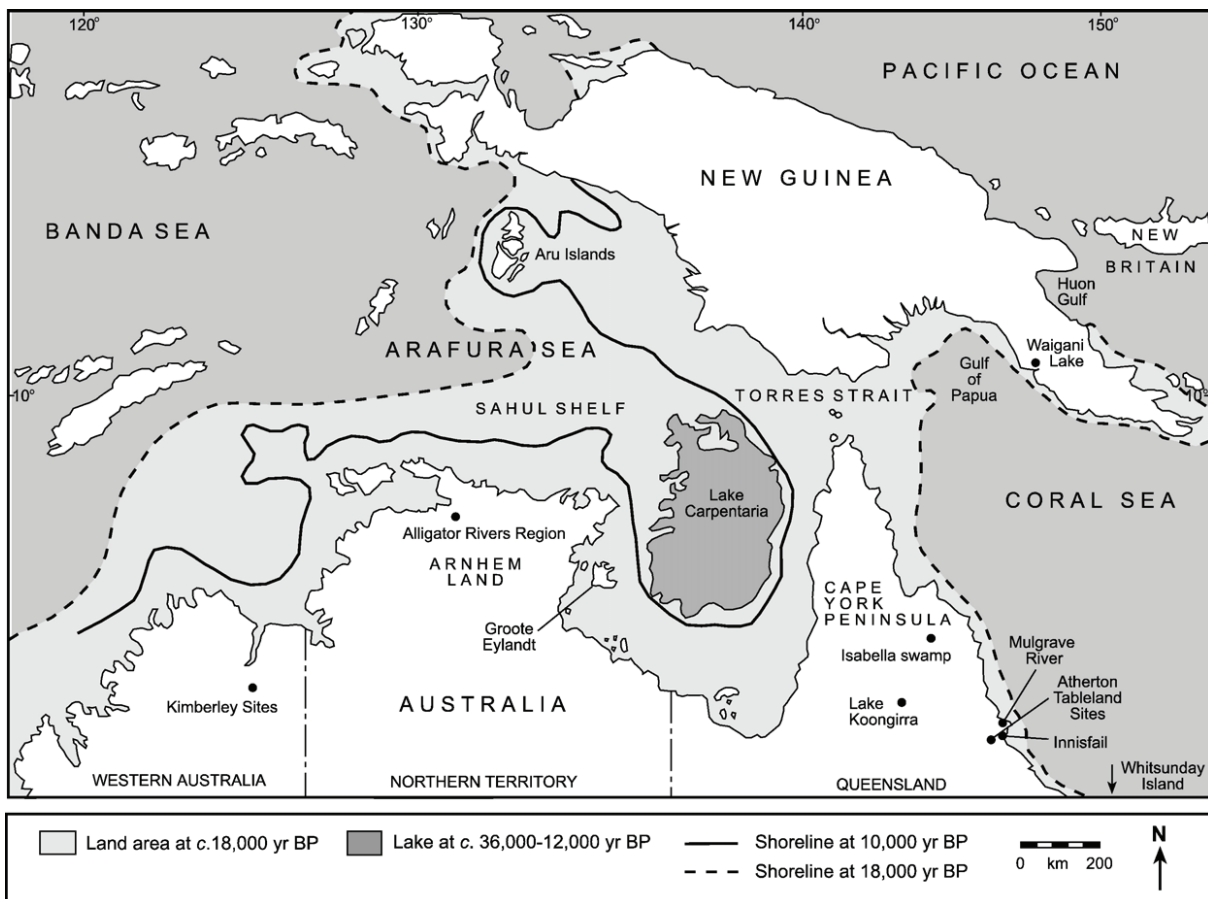 120°
130°
140°
150°
PACIFIC OCEAN
NEW GUINEA
BANDA SEA
NEW
BRITAIN
Aru Islands
Huon
Gulf
ARAFURA SEA
Waigani
Lake
Gulf
of
Papua
10°
10°
TORRES STRAIT
SAHUL SHELF
CORAL SEA
Lake
Carpentaria
Alligator Rivers Region
ARNHEM
LAND
CAPE
YORK
PENINSULA
Groote
Eylandt
Mulgrave
River
Isabella swamp
Atherton
Tableland
Sites
Kimberley Sites
AUSTRALIA
Lake
Koongirra
Innisfail
Whitsunday
Island
WESTERN AUSTRALIA
NORTHERN TERRITORY
QUEENSLAND
Land area at c.18,000 yr BP
Lake at c. 36,000-12,000 yr BP
Shoreline at 10,000 yr BP
Shoreline at 18,000 yr BP
0 km 200
N